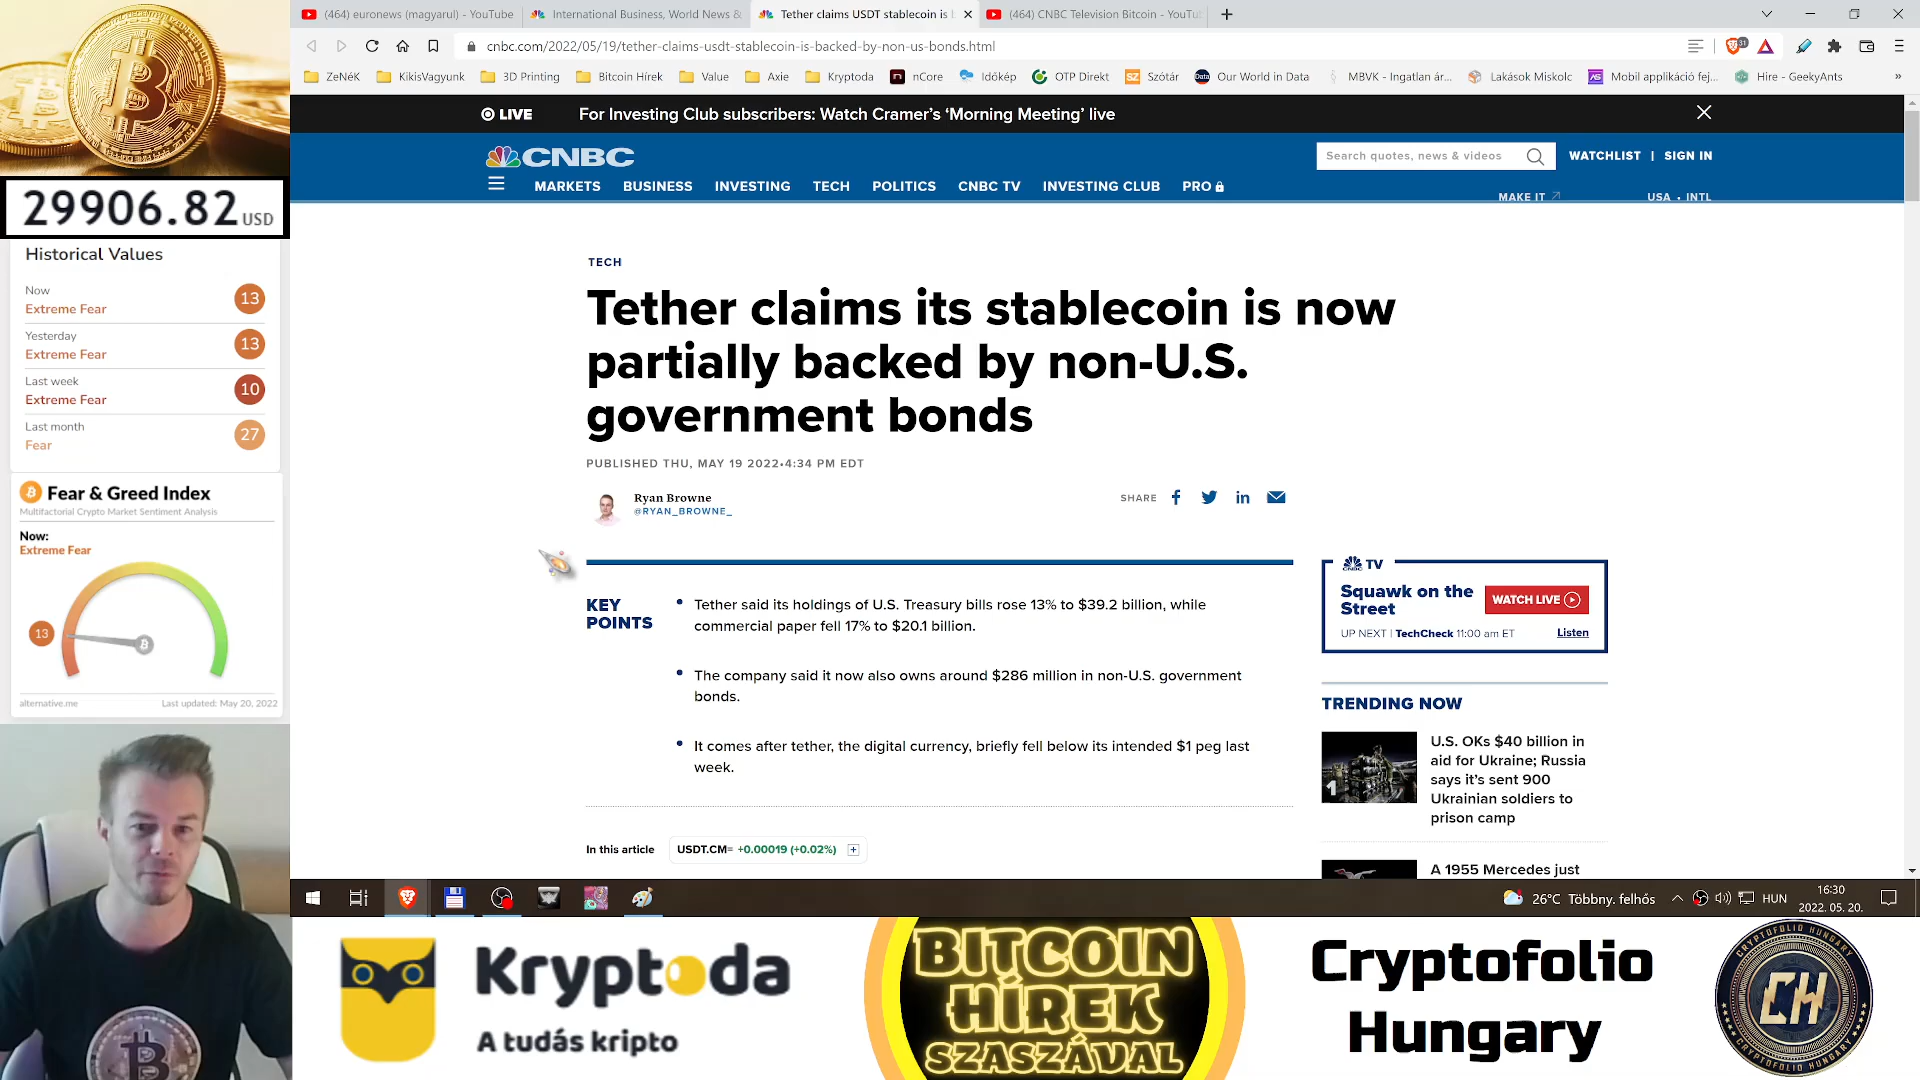 (464) euronews (magyarul) - YouTube
International Business, World News &
Tether claims USDT stablecoin is b
(464) CNBC Television Bitcoin - YouTu
cnbc.com/2022/05/19/tether-claims-usdt-stablecoin-is-backed-by-non-us-bonds.html
31
ZeNéK
KikisVagyunk
3D Printing
Bitcoin Hírek
Value
Axie
Kryptoda
nCore
Időkép
OTP Direkt
SZ Szótár
Our World in Data
MBVK - Ingatlan ár...
Lakások Miskolc
Mobil applikáció fej...
Hire - GeekyAnts
LIVE
For Investing Club subscribers: Watch Cramer's ‘Morning Meeting’ live
CNBC
Search quotes, news & videos
WATCHLIST | SIGN IN
MARKETS BUSINESS INVESTING TECH POLITICS CNBC TV INVESTING CLUB PRO
MAKE IT
USA • INTL
29906.82 USD
Historical Values
Now
Extreme Fear
13
Yesterday
Extreme Fear
13
Last week
Extreme Fear
10
Last month
Fear
27
Fear & Greed Index
Multifactorial Crypto Market Sentiment Analysis
Now:
Extreme Fear
13
alternative.me
Last updated: May 20, 2022
TECH
Tether claims its stablecoin is now
partially backed by non-U.S.
government bonds
PUBLISHED THU, MAY 19 2022•4:34 PM EDT
Ryan Browne
@RYAN_BROWNE_
SHARE
KEY
POINTS
Tether said its holdings of U.S. Treasury bills rose 13% to $39.2 billion, while
commercial paper fell 17% to $20.1 billion.
The company said it now also owns around $286 million in non-U.S. government
bonds.
It comes after tether, the digital currency, briefly fell below its intended $1 peg last
week.
In this article
USDT.CM= +0.00019 (+0.02%)
TV
Squawk on the
Street
WATCH LIVE
UP NEXT | TechCheck 11:00 am ET
Listen
TRENDING NOW
1
U.S. OKs $40 billion in
aid for Ukraine; Russia
says it’s sent 900
Ukrainian soldiers to
prison camp
A 1955 Mercedes just
26°C Többny. felhős
HUN
16:30
2022. 05. 20.
Kryptoda
A tudás kripto
BITCOIN
HÍREK
SZASZÁVAL
Cryptofolio
Hungary
CRYPTOFOLIO HUNGARY
CH
CRYPTOFOLIO HUNGARY